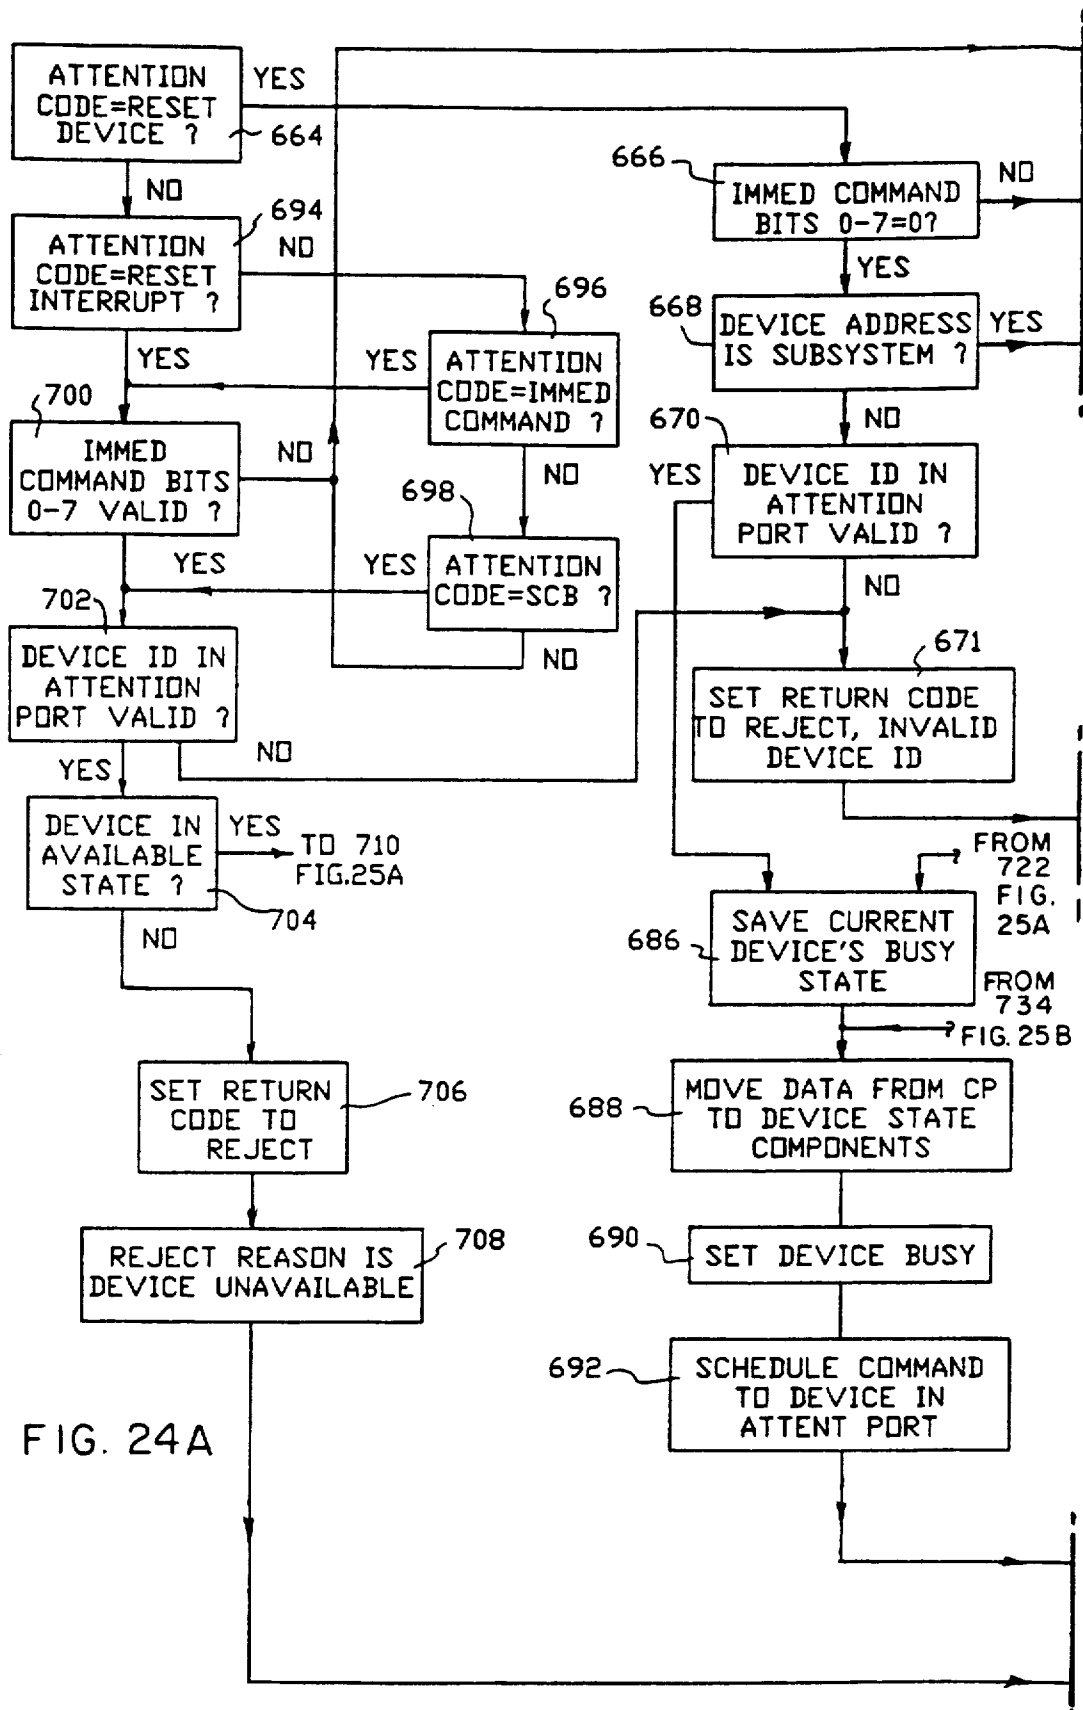 ATTENTION
CODE=RESET
DEVICE ?
664
YES
NO
694
ATTENTION
CODE=RESET
INTERRUPT ?
NO
YES
696
ATTENTION
CODE=IMMED
COMMAND ?
YES
NO
700
IMMED
COMMAND BITS
0-7 VALID ?
NO
YES
698
ATTENTION
CODE=SCB ?
YES
NO
702
DEVICE ID IN
ATTENTION
PORT VALID ?
NO
YES
DEVICE IN
AVAILABLE
STATE ?
704
YES
TO 710
FIG.25A
NO
SET RETURN
CODE TO
REJECT
706
REJECT REASON IS
DEVICE UNAVAILABLE
708
666
IMMED COMMAND
BITS 0-7=0?
NO
YES
668
DEVICE ADDRESS
IS SUBSYSTEM ?
YES
NO
670
YES
DEVICE ID IN
ATTENTION
PORT VALID ?
NO
671
SET RETURN CODE
TO REJECT, INVALID
DEVICE ID
FROM
722
FIG.
25A
686
SAVE CURRENT
DEVICE'S BUSY
STATE
FROM
734
FIG. 25B
688
MOVE DATA FROM CP
TO DEVICE STATE
COMPONENTS
690
SET DEVICE BUSY
692
SCHEDULE COMMAND
TO DEVICE IN
ATTENT PORT
FIG. 24A